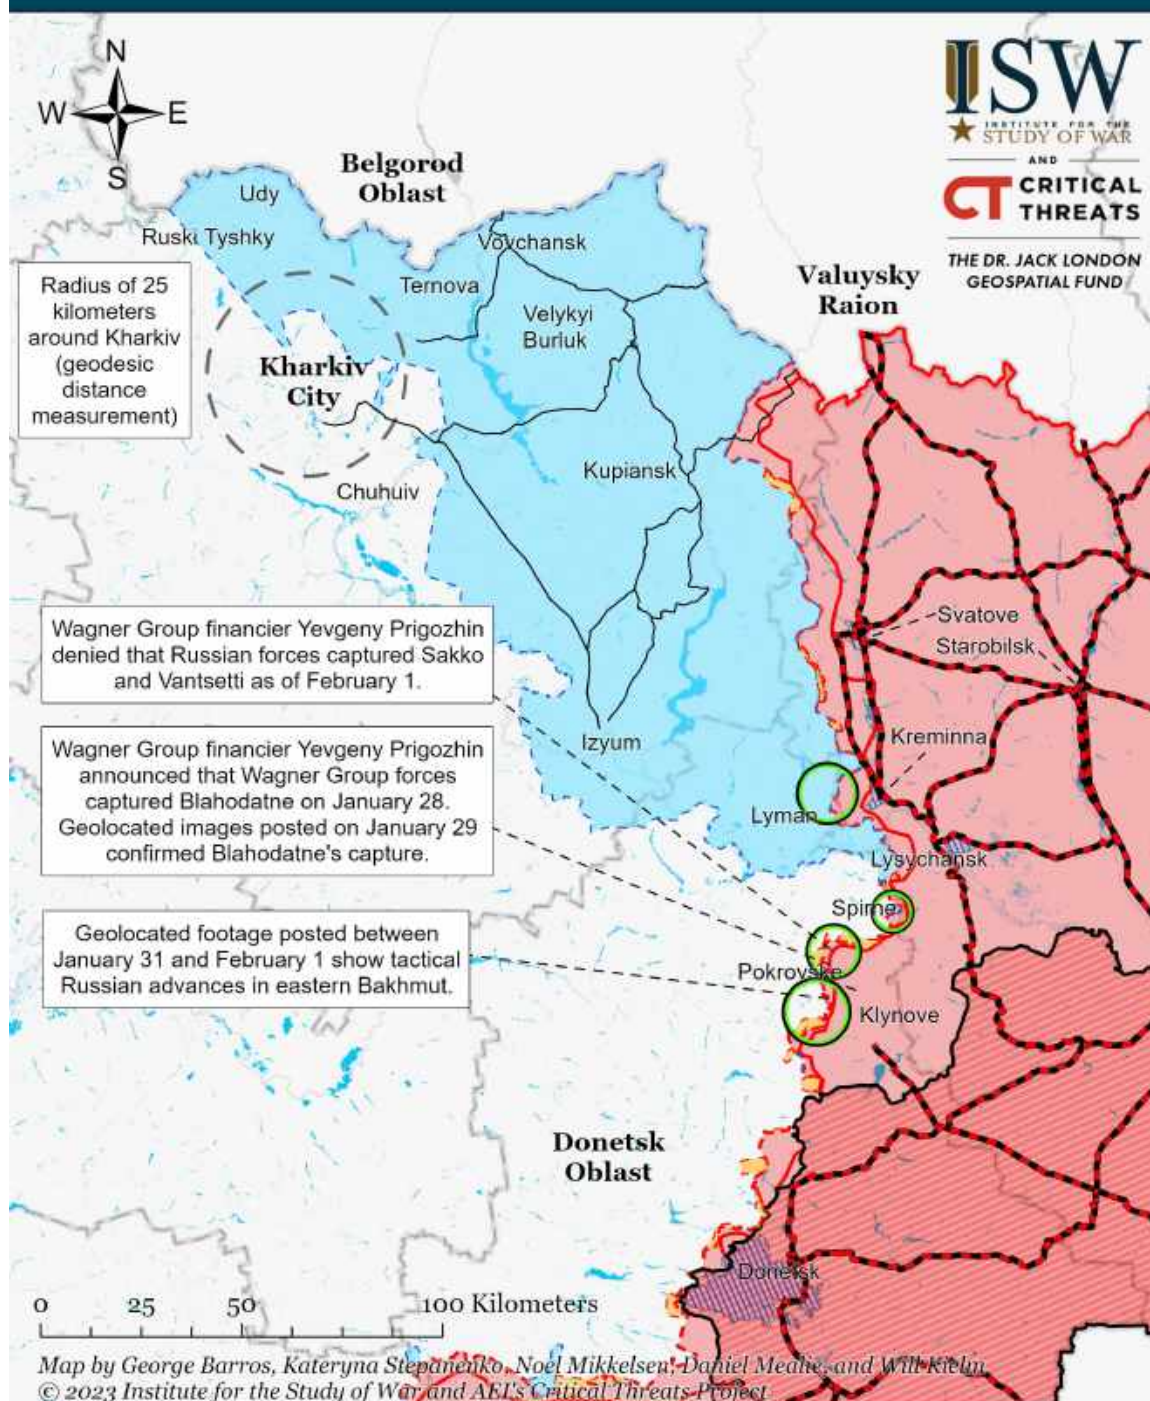 N
W
E
S
ISW
INSTITUTE FOR THE
STUDY OF WAR
AND
CT CRITICAL
THREATS
THE DR. JACK LONDON
GEOSPATIAL FUND
Belgorod
Oblast
Udy
Ruski Tyshky
Vovchansk
Ternova
Valuysky
Raion
Radius of 25
kilometers
around Kharkiv
(geodesic
distance
measurement)
Velykyi
Burluk
Kharkiv
City
Kupiansk
Chuhuiv
Wagner Group financier Yevgeny Prigozhin
denied that Russian forces captured Sakko
and Vantsetti as of February 1.
Svatove
Starobilsk
Wagner Group financier Yevgeny Prigozhin
announced that Wagner Group forces
captured Blahodatne on January 28.
Geolocated images posted on January 29
confirmed Blahodatne's capture.
Izyum
Kreminna
Lyman
Lysychansk
Spirne
Geolocated footage posted between
January 31 and February 1 show tactical
Russian advances in eastern Bakhmut.
Pokrovske
Klynove
Donetsk
Oblast
Donetsk
0 25 50 100 Kilometers
Map by George Barros, Kateryna Stepanenko, Noel Mikkelsen, Daniel Mealie, and Will Kielm
© 2023 Institute for the Study of War and AEI's Critical Threats Project